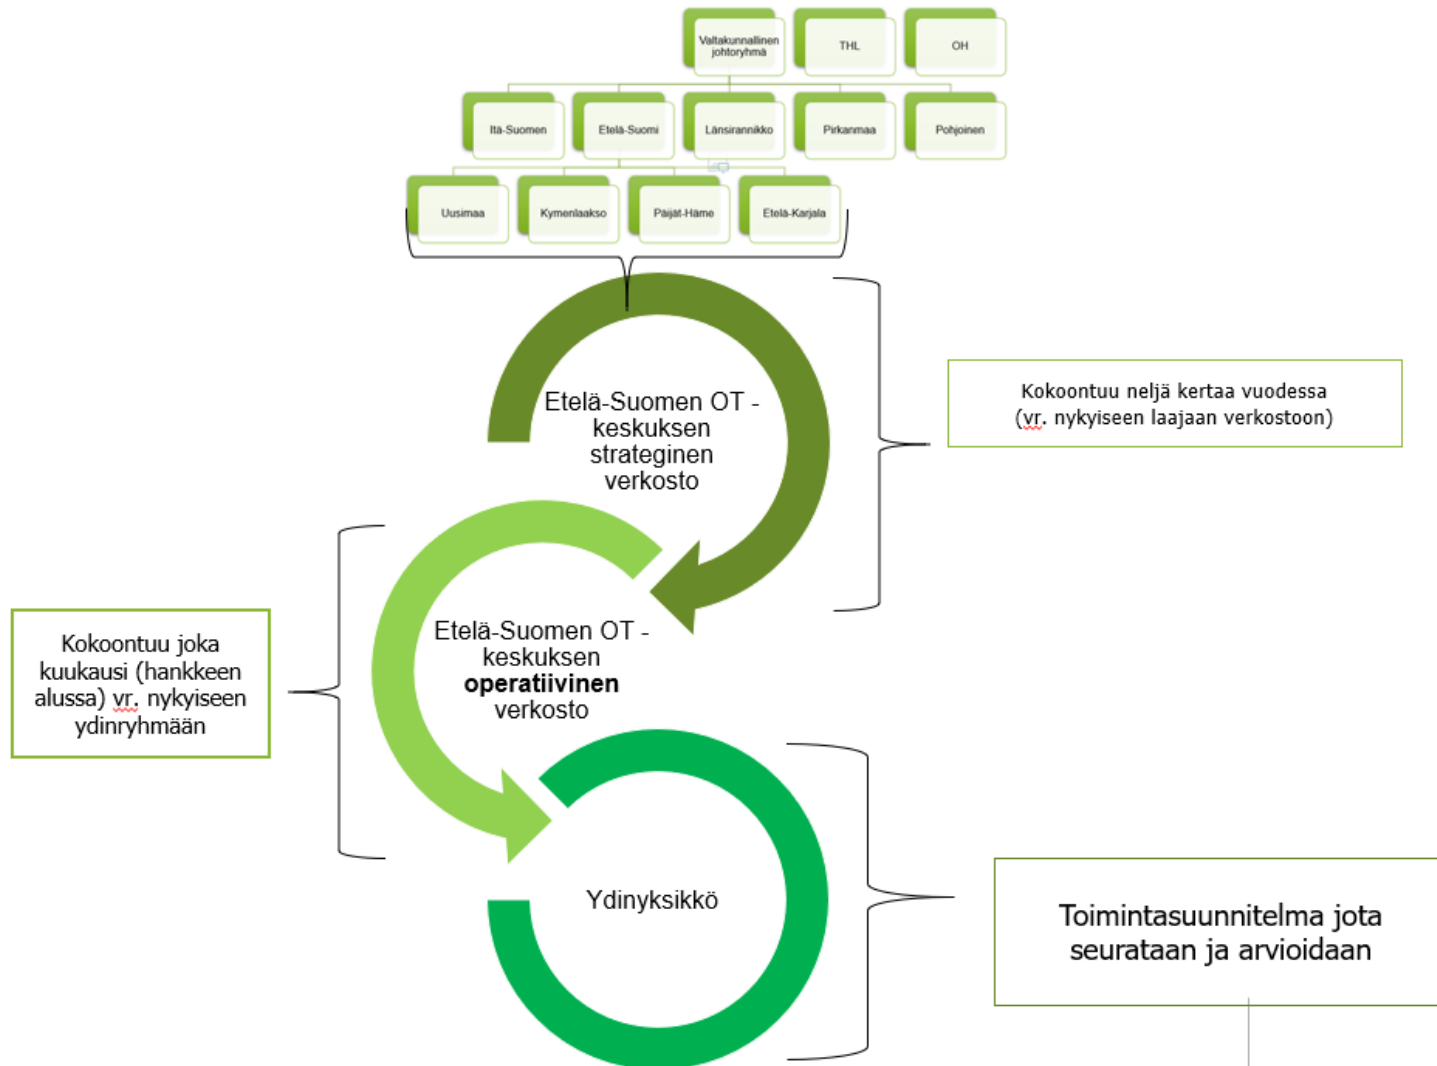 Valtakunnallinen
johtoryhmä
THL
OH
Itä-Suomen
Etelä-Suomi
Länsirannikko
Pirkanmaa
Pohjoinen
Uusimaa
Kymenlaakso
Päijät-Häme
Etelä-Karjala
Etelä-Suomen OT -
keskuksen
strateginen
verkosto
Kokoontuu neljä kertaa vuodessa
(vr. nykyiseen laajaan verkostoon)
Etelä-Suomen OT -
keskuksen
operatiivinen
verkosto
Kokoontuu joka
kuukausi (hankkeen
alussa) vr. nykyiseen
ydinryhmään
Ydinyksikkö
Toimintasuunnitelma jota
seurataan ja arvioidaan